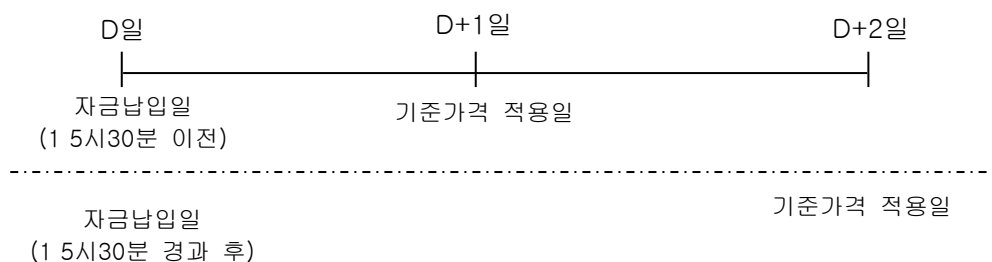 D일 D+1일 D+2일
자금납입일 기준가격 적용일
(1 5시30분 이전)
기준가격 적용일
자금납입일
(1 5시30분 경과 후)